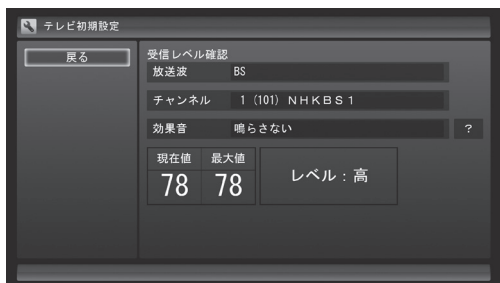 テレビ初期設定
戻る
受信レベル確認
放送波 BS
チャンネル 1 (101) ＮＨＫＢＳ１
効果音 鳴らさない ?
現在値 最大値
78 78
レベル：高